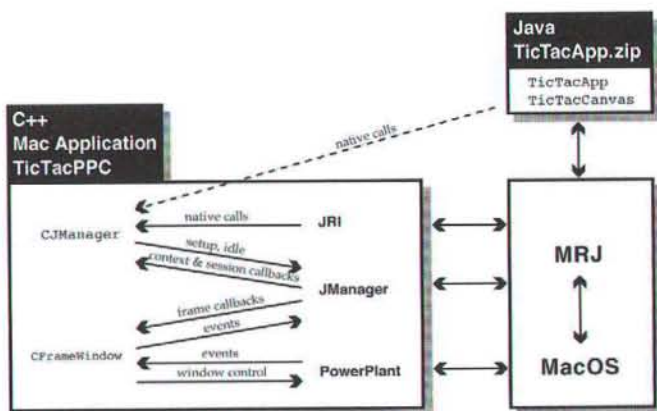 Java
TicTacApp.zip
TicTacApp
TicTacCanvas
C++
Mac Application
TicTacPPC
native calls
native calls
JRI
CJManager
setup, idle
context & session callbacks
JManager
frame callbacks
events
CFrameWindow
events
PowerPlant
window control
MRJ
MacOS